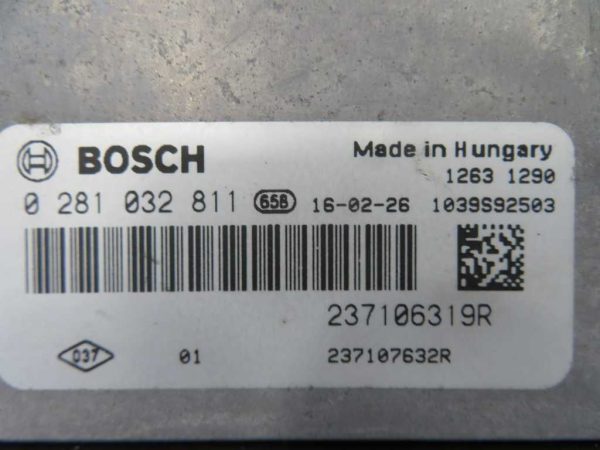 BOSCH Made in Hungary
1263 1290
0 281 032 811 658 16-02-26 1039S92503
237106319R
037 01 237107632R